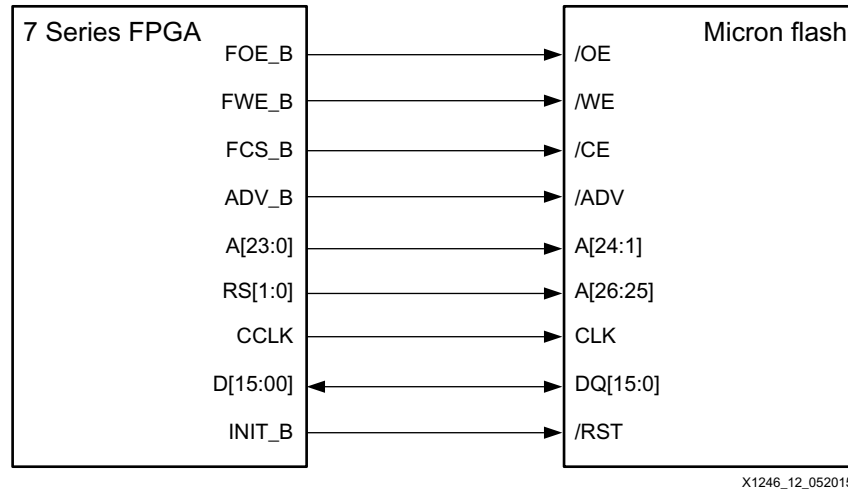 7 Series FPGA Micron flash
FOE_B /OE
FWE_B /WE
FCS_B /CE
ADV_B /ADV
A[23:0] A[24:1]
RS[1:0] A[26:25]
CCLK CLK
D[15:00] DQ[15:0]
INIT_B /RST
X1246_12_052015